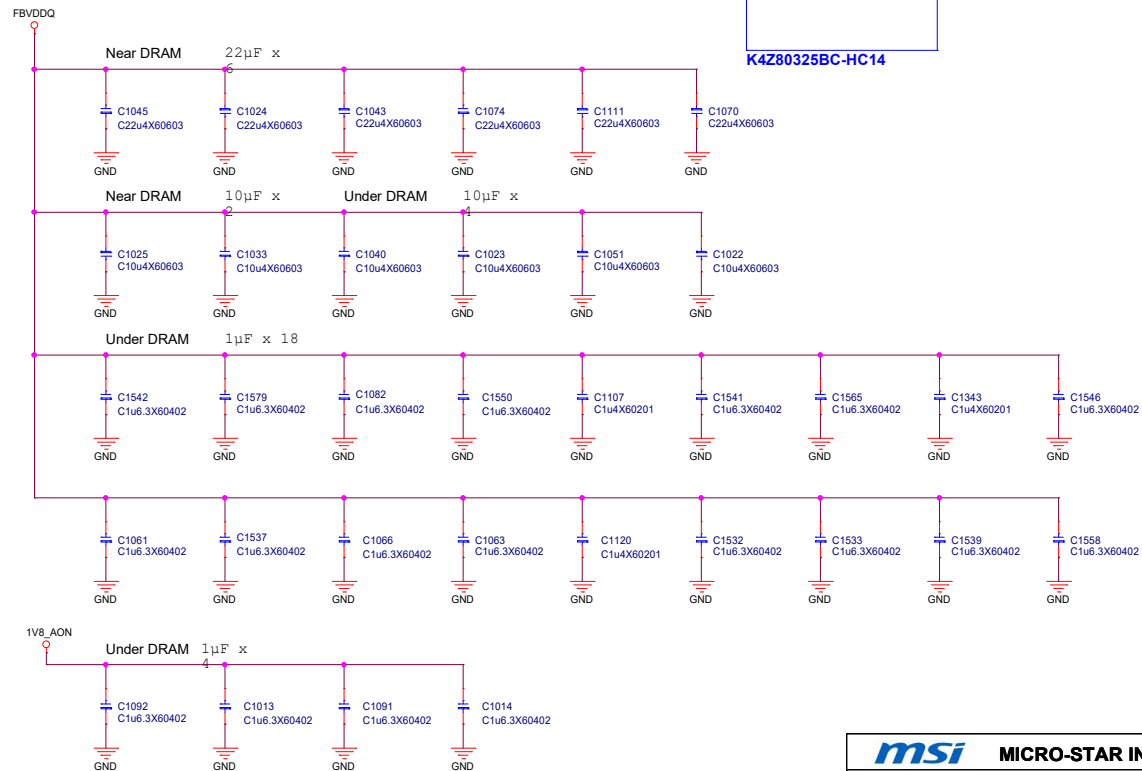 FBVDDQ
K4Z80325BC-HC14
Near DRAM 22µF x
6
C1045 C1024 C1043 C1074 C1111 C1070
C22u4X60603 C22u4X60603 C22u4X60603 C22u4X60603 C22u4X60603 C22u4X60603
GND GND GND GND GND GND
Near DRAM 10µF x Under DRAM 10µF x
2 4
C1025 C1033 C1040 C1023 C1051 C1022
C10u4X60603 C10u4X60603 C10u4X60603 C10u4X60603 C10u4X60603 C10u4X60603
GND GND GND GND GND GND
Under DRAM 1µF x 18
C1542 C1579 C1082 C1550 C1107 C1541 C1565 C1343 C1546
C1u6.3X60402 C1u6.3X60402 C1u6.3X60402 C1u6.3X60402 C1u4X60201 C1u6.3X60402 C1u6.3X60402 C1u4X60201 C1u6.3X60402
GND GND GND GND GND GND GND GND GND
C1061 C1537 C1066 C1063 C1120 C1532 C1533 C1539 C1558
C1u6.3X60402 C1u6.3X60402 C1u6.3X60402 C1u6.3X60402 C1u4X60201 C1u6.3X60402 C1u6.3X60402 C1u6.3X60402 C1u6.3X60402
GND GND GND GND GND GND GND GND GND
1V8_AON
Under DRAM 1µF x
4
C1092 C1013 C1091 C1014
C1u6.3X60402 C1u6.3X60402 C1u6.3X60402 C1u6.3X60402
GND GND GND GND
msi MICRO-STAR IN